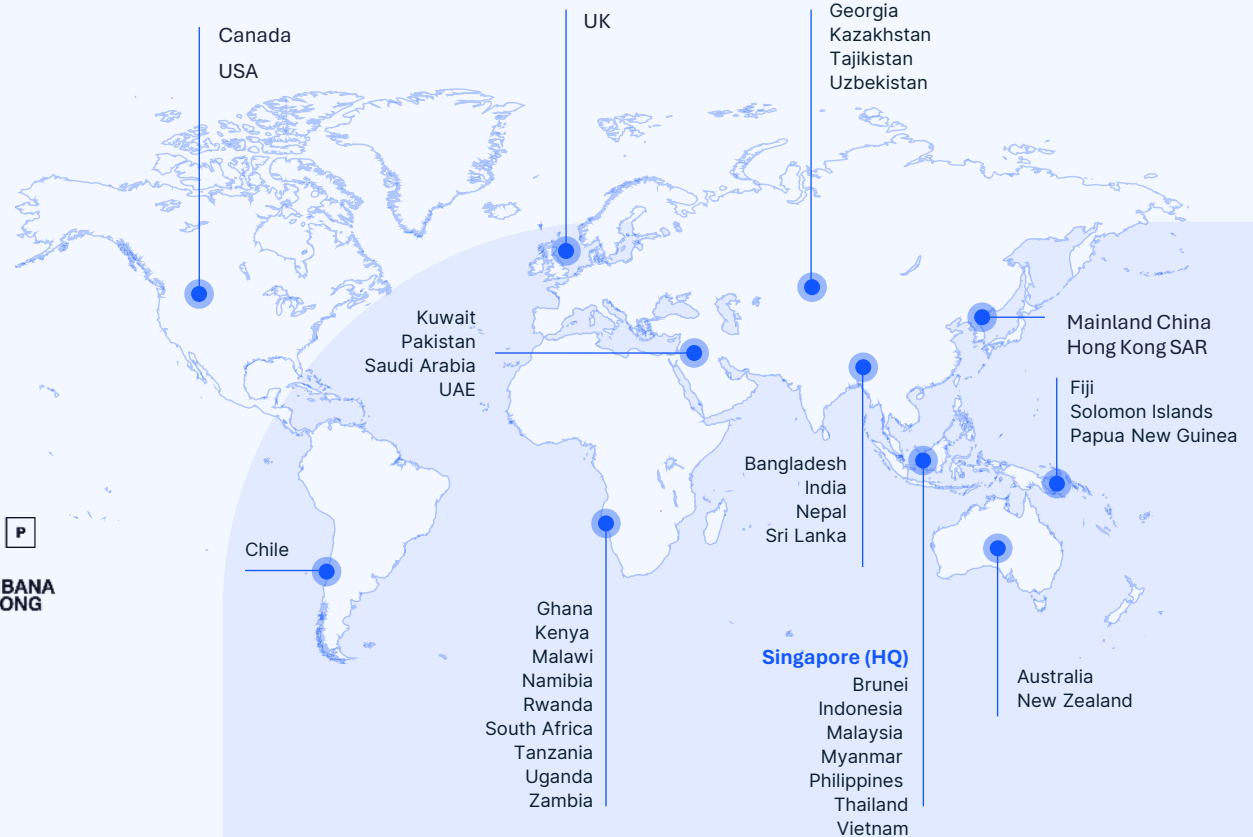 Canada
USA
UK
Georgia
Kazakhstan
Tajikistan
Uzbekistan
Kuwait
Pakistan
Saudi Arabia
UAE
Mainland China
Hong Kong SAR
Fiji
Solomon Islands
Papua New Guinea
Bangladesh
India
Nepal
Sri Lanka
P
BANA
ONG
Chile
Ghana
Kenya
Malawi
Namibia
Rwanda
South Africa
Tanzania
Uganda
Zambia
Singapore (HQ)
Brunei
Indonesia
Malaysia
Myanmar
Philippines
Thailand
Vietnam
Australia
New Zealand